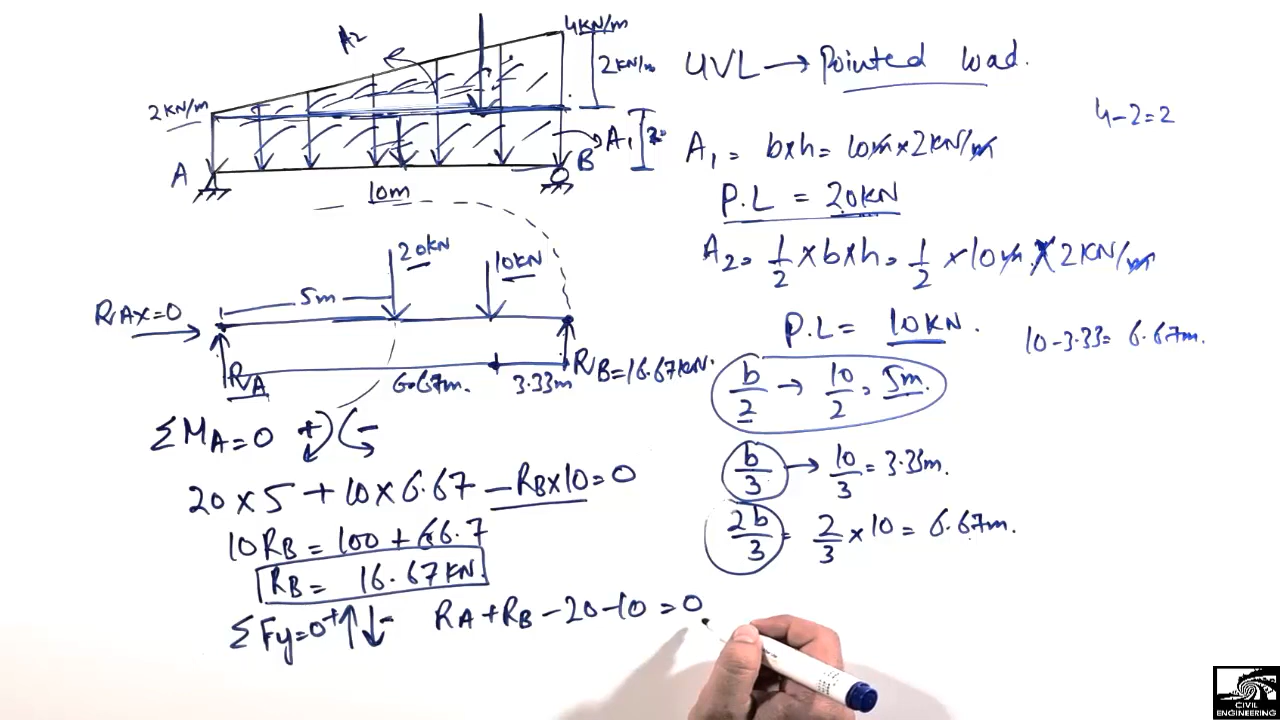 A2
4KN/m
2KN/m
2KN/m
A1
A
B
10m
UVL → Pointed load.
4-2=2
A1 = b×h = 10m×2KN/m
P.L = 20KN
A2 = 1/2 ×b×h = 1/2 ×10m × 2KN/m
P.L = 10KN.
10-3.33= 6.67m.
b/2 → 10/2 = 5m.
b/3 → 10/3 = 3.33m.
2b/3 = 2/3 × 10 = 6.67m.
20KN
10KN
5m
RAX=0
RA
RB=16.67KN.
6.67m.
3.33m
ΣMA=0 + -
20×5 + 10×6.67 - RB×10 = 0
10RB = 100 + 66.7
RB = 16.67KN.
ΣFy=0 +↑ ↓- RA+RB-20-10 = 0
CIVIL
ENGINEERING